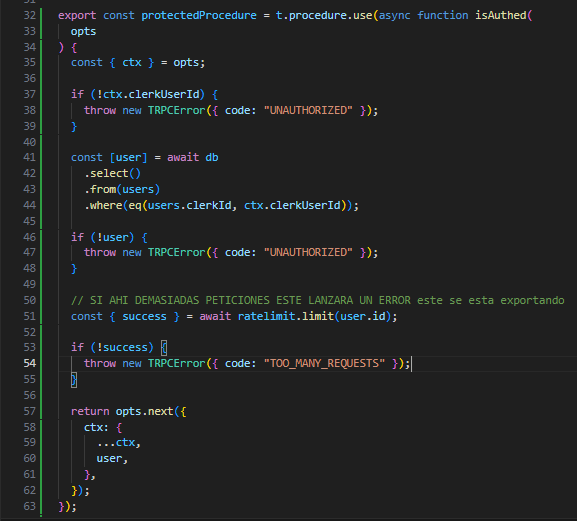 31
32 export const protectedProcedure = t.procedure.use(async function isAuthed(
33 opts
34 ) {
35 const { ctx } = opts;
36
37 if (!ctx.clerkUserId) {
38 throw new TRPCError({ code: "UNAUTHORIZED" });
39 }
40
41 const [user] = await db
42 .select()
43 .from(users)
44 .where(eq(users.clerkId, ctx.clerkUserId));
45
46 if (!user) {
47 throw new TRPCError({ code: "UNAUTHORIZED" });
48 }
49
50 // SI AHI DEMASIADAS PETICIONES ESTE LANZARA UN ERROR este se esta exportando
51 const { success } = await ratelimit.limit(user.id);
52
53 if (!success) {
54 throw new TRPCError({ code: "TOO_MANY_REQUESTS" });
55 }
56
57 return opts.next({
58 ctx: {
59 ...ctx,
60 user,
61 },
62 });
63 });